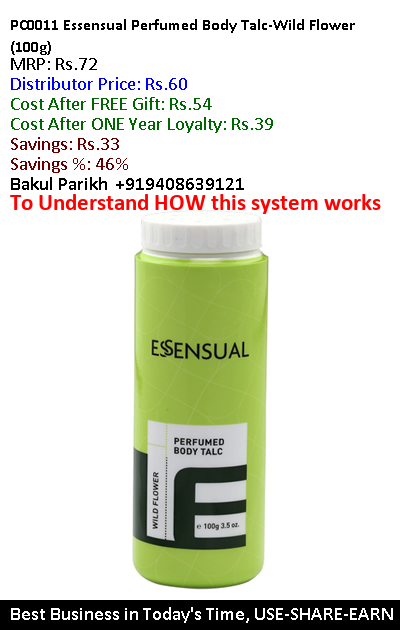 PC0011 Essensual Perfumed Body Talc-Wild Flower
(100g)
MRP: Rs.72
Distributor Price: Rs.60
Cost After FREE Gift: Rs.54
Cost After ONE Year Loyalty: Rs.39
Savings: Rs.33
Savings %: 46%
Bakul Parikh +919408639121
To Understand HOW this system works
ESSENSUAL
PERFUMED
BODY TALC
WILD FLOWER
e 100g 3.5 oz.
Best Business in Today's Time, USE-SHARE-EARN